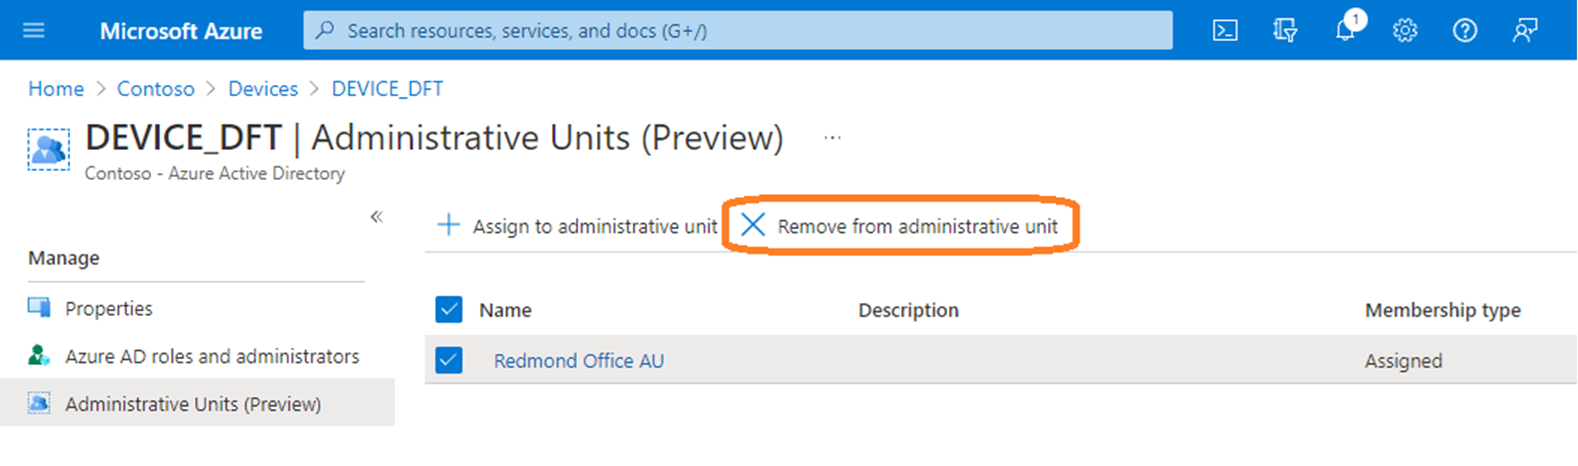 Microsoft Azure
Search resources, services, and docs (G+/)
1
Home > Contoso > Devices > DEVICE_DFT
DEVICE_DFT | Administrative Units (Preview) ...
Contoso - Azure Active Directory
«
+ Assign to administrative unit
Remove from administrative unit
Manage
Properties
Azure AD roles and administrators
Administrative Units (Preview)
Name Description Membership type
Redmond Office AU Assigned